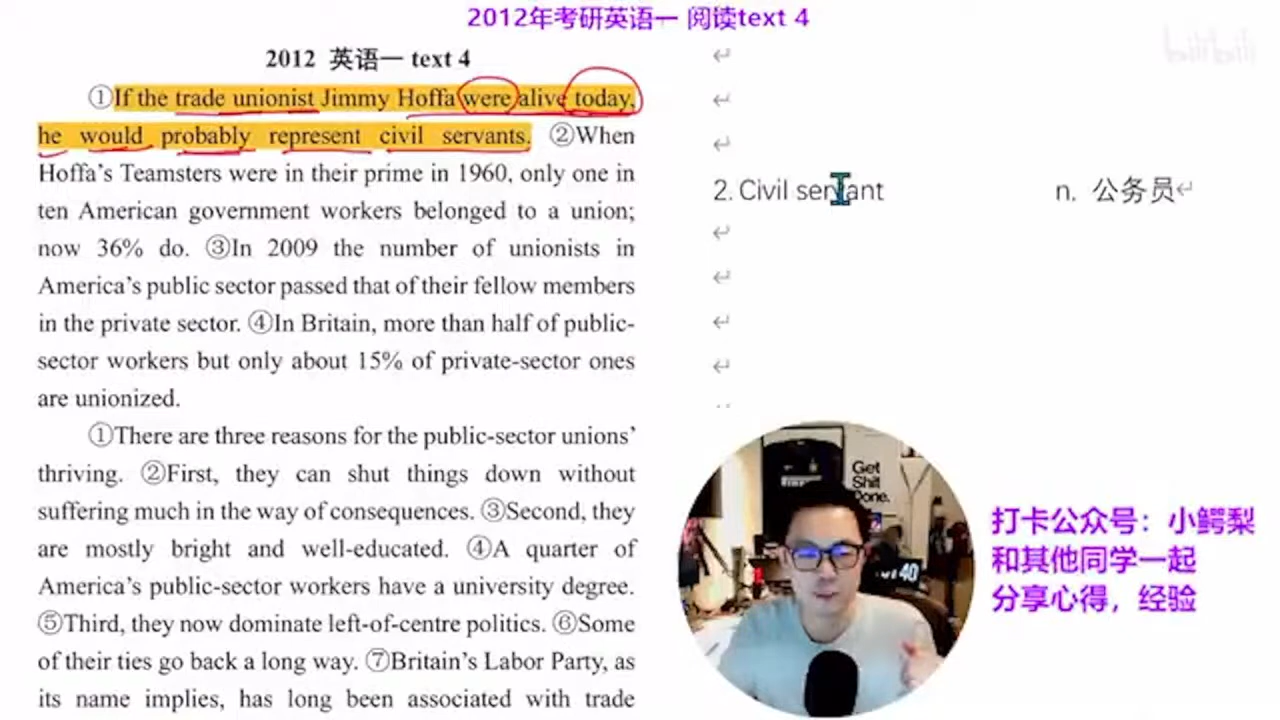 2012年考研英语一 阅读text 4
bilibili
2012 英语一 text 4
①If the trade unionist Jimmy Hoffa were alive today,
he would probably represent civil servants. ②When
Hoffa's Teamsters were in their prime in 1960, only one in
ten American government workers belonged to a union;
now 36% do. ③In 2009 the number of unionists in
America's public sector passed that of their fellow members
in the private sector. ④In Britain, more than half of public-
sector workers but only about 15% of private-sector ones
are unionized.
①There are three reasons for the public-sector unions'
thriving. ②First, they can shut things down without
suffering much in the way of consequences. ③Second, they
are mostly bright and well-educated. ④A quarter of
America's public-sector workers have a university degree.
⑤Third, they now dominate left-of-centre politics. ⑥Some
of their ties go back a long way. ⑦Britain's Labor Party, as
its name implies, has long been associated with trade
2. Civil servant n. 公务员
Get
Shit
Done.
打卡公众号：小鳄梨
和其他同学一起
分享心得，经验